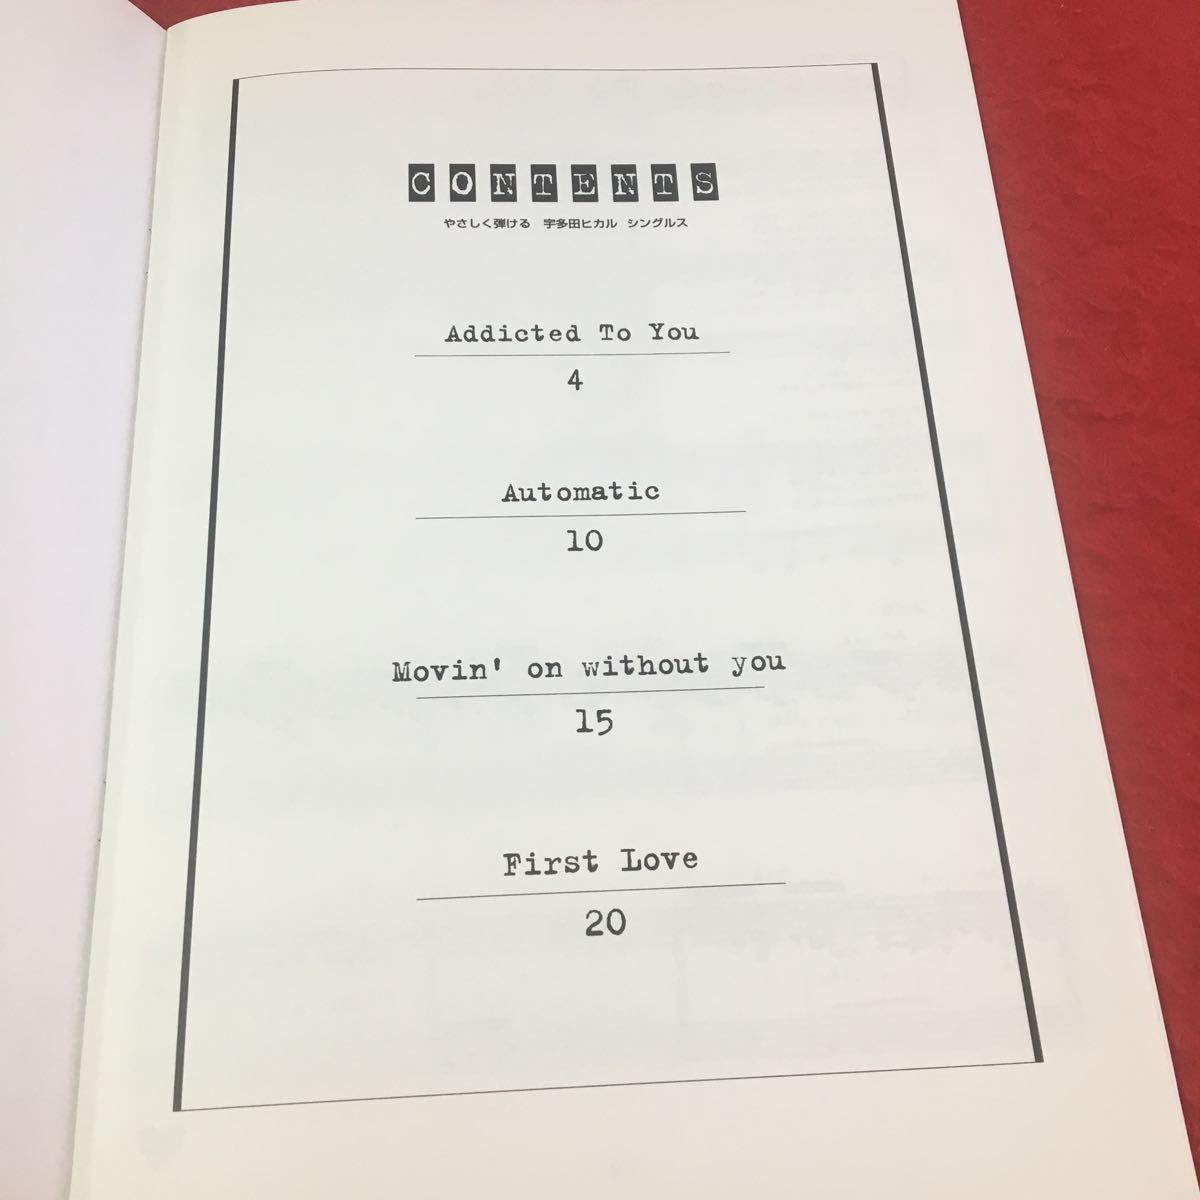 CONTENTS
やさしく弾ける 宇多田ヒカル シングルス
Addicted To You
4
Automatic
10
Movin' on without you
15
First Love
20